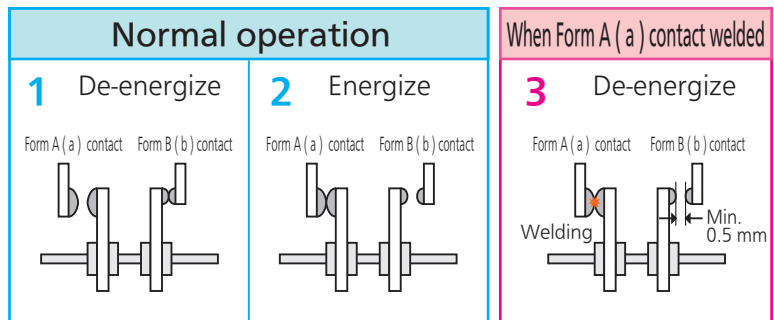 Normal operation
When Form A ( a ) contact welded
1 De-energize
Form A ( a ) contact Form B ( b ) contact
2 Energize
Form A ( a ) contact Form B ( b ) contact
3 De-energize
Form A ( a ) contact Form B ( b ) contact
Welding
Min.
0.5 mm